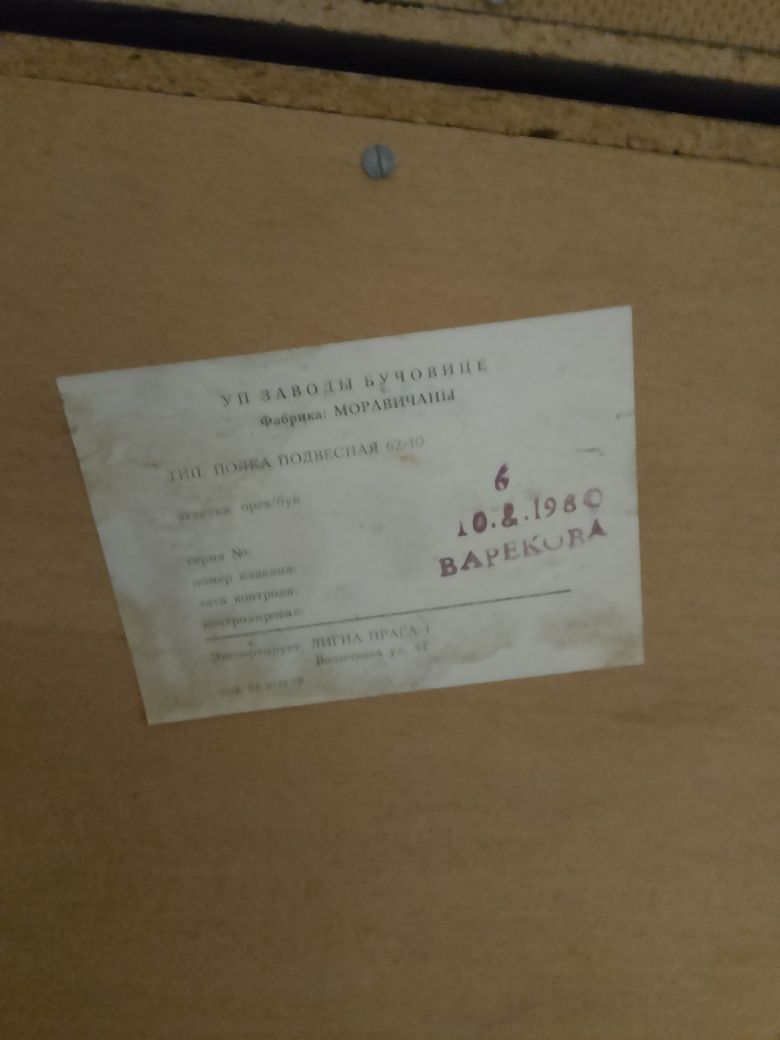 УП ЗАВОДЫ БУЧОВИЦЕ
Фабрика: МОРАВИЧАНЫ
ТИП: ПОЛКА ПОДВЕСНАЯ 62-10
отделка: орех/бук
6
серия №:
10.2.1980
номер изделия:
ВАРЕКОВА
дата контроля:
контролировал:
Экспортирует: ЛИГНА ПРАГА 1
Водичкова ул. 41